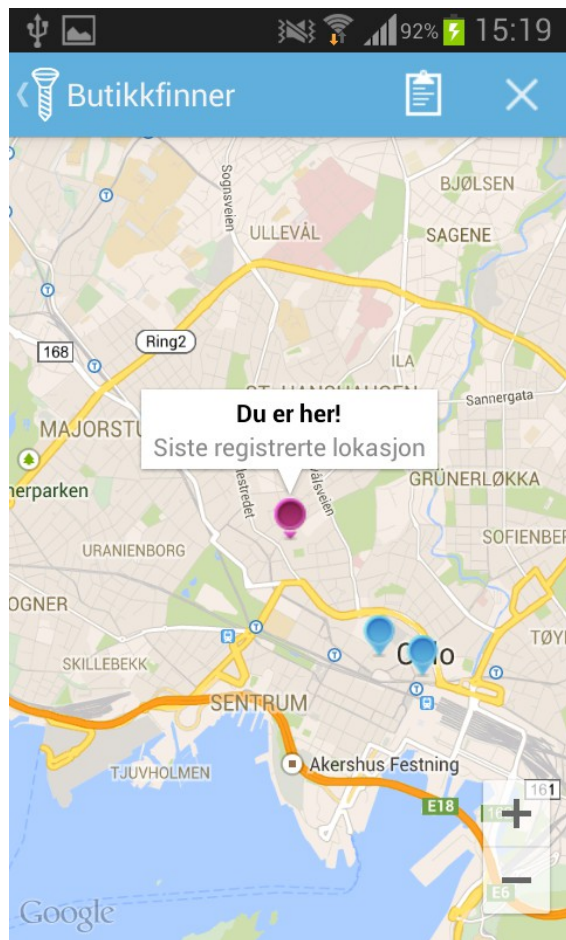 92% 15:19
Butikkfinner
BJØLSEN
Sognsveien
ULLEVÅL
SAGENE
Ring2
168
ILA
Sannergata
Du er her!
Siste registrerte lokasjon
GRÜNERLØKKA
nerparken
SOFIENBER
URANIENBORG
OGNER
TØY
SKILLEBEKK
SENTRUM
Akershus Festning
TJUVHOLMEN
161
E18
+
−
E6
Google